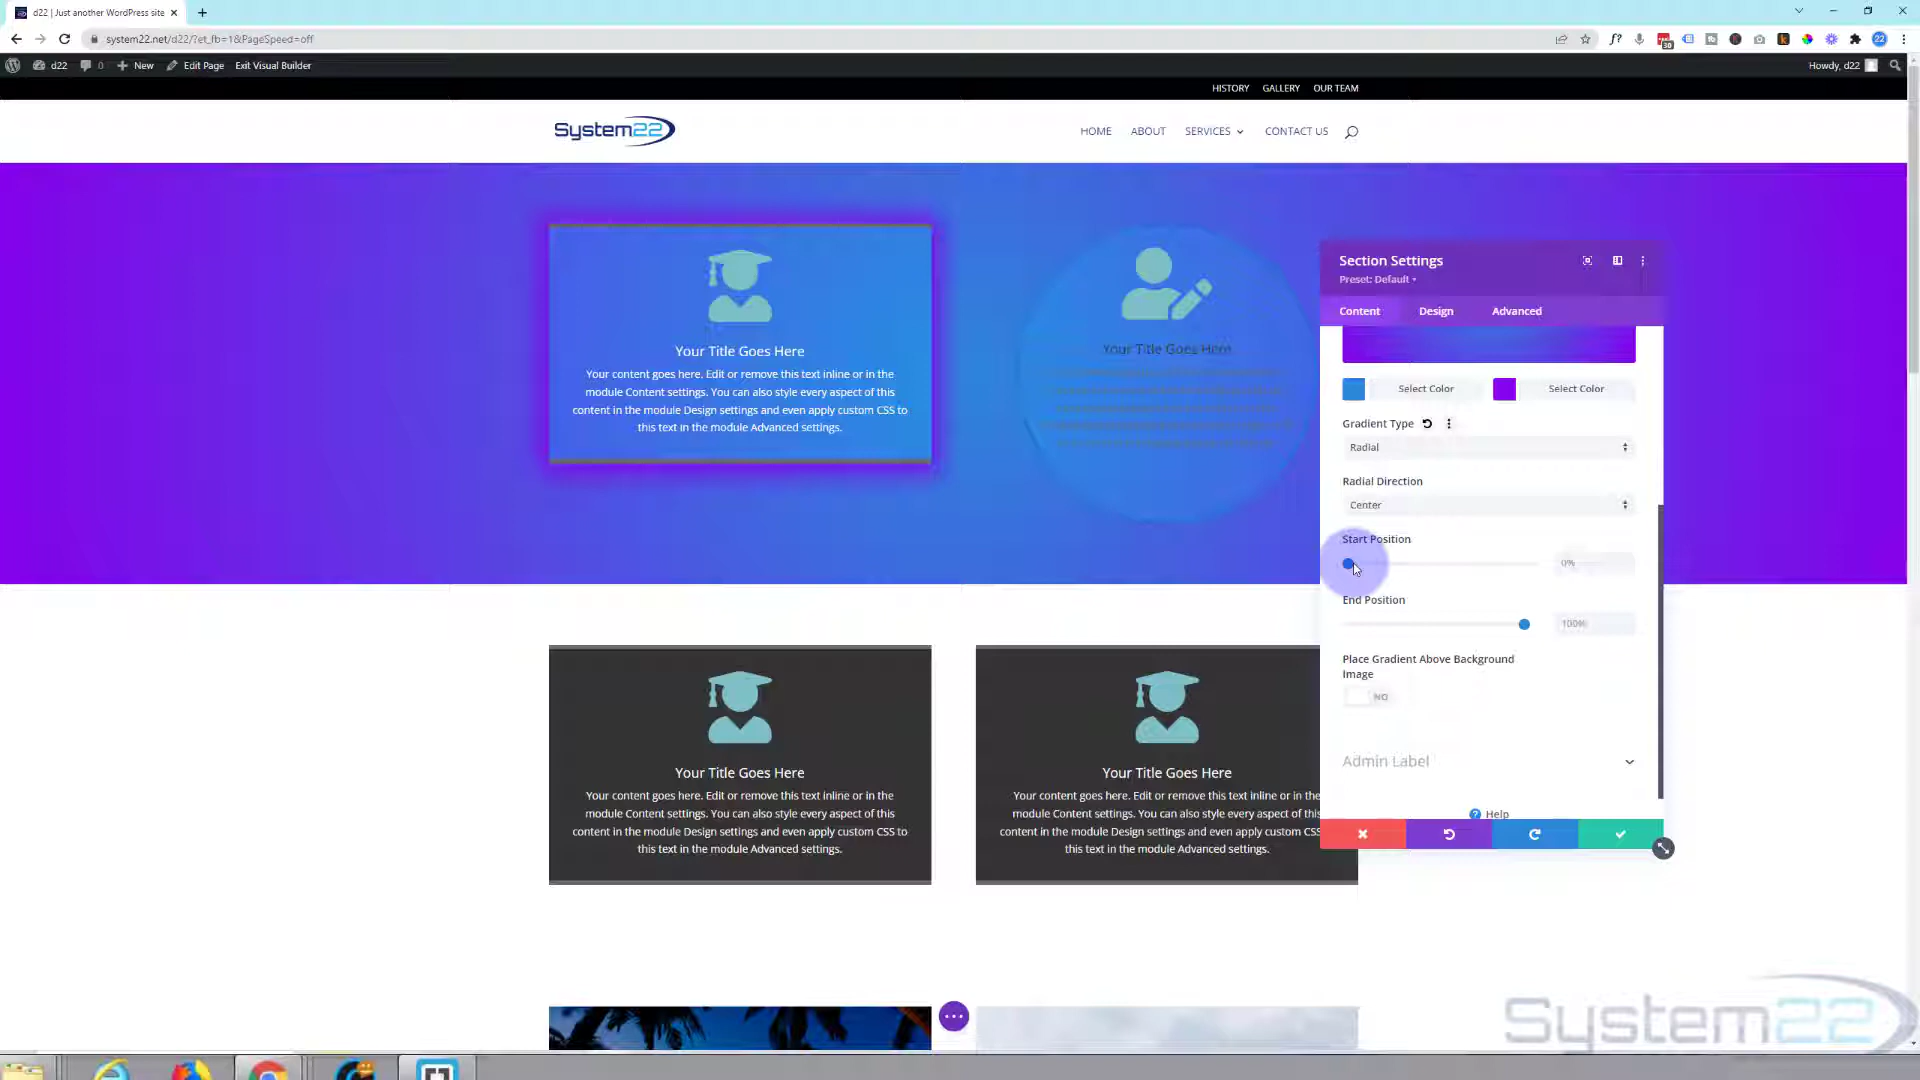 d22 | Just another WordPress site
system22.net/d22/?et_fb=1&PageSpeed=off
d22 0 New Edit Page Exit Visual Builder Howdy, d22
HISTORY GALLERY OUR TEAM
System22 HOME ABOUT SERVICES CONTACT US
Your Title Goes Here
Your content goes here. Edit or remove this text inline or in the
module Content settings. You can also style every aspect of this
content in the module Design settings and even apply custom CSS to
this text in the module Advanced settings.
Your Title Goes Here
Section Settings
Preset: Default
Content Design Advanced
Select Color Select Color
Gradient Type
Radial
Radial Direction
Center
Start Position
0%
End Position
100%
Place Gradient Above Background
Image
NO
Admin Label
Help
Your Title Goes Here
Your content goes here. Edit or remove this text inline or in the
module Content settings. You can also style every aspect of this
content in the module Design settings and even apply custom CSS to
this text in the module Advanced settings.
Your Title Goes Here
Your content goes here. Edit or remove this text inline or in the
module Content settings. You can also style every aspect of this
content in the module Design settings and even apply custom CSS
this text in the module Advanced settings.
System22